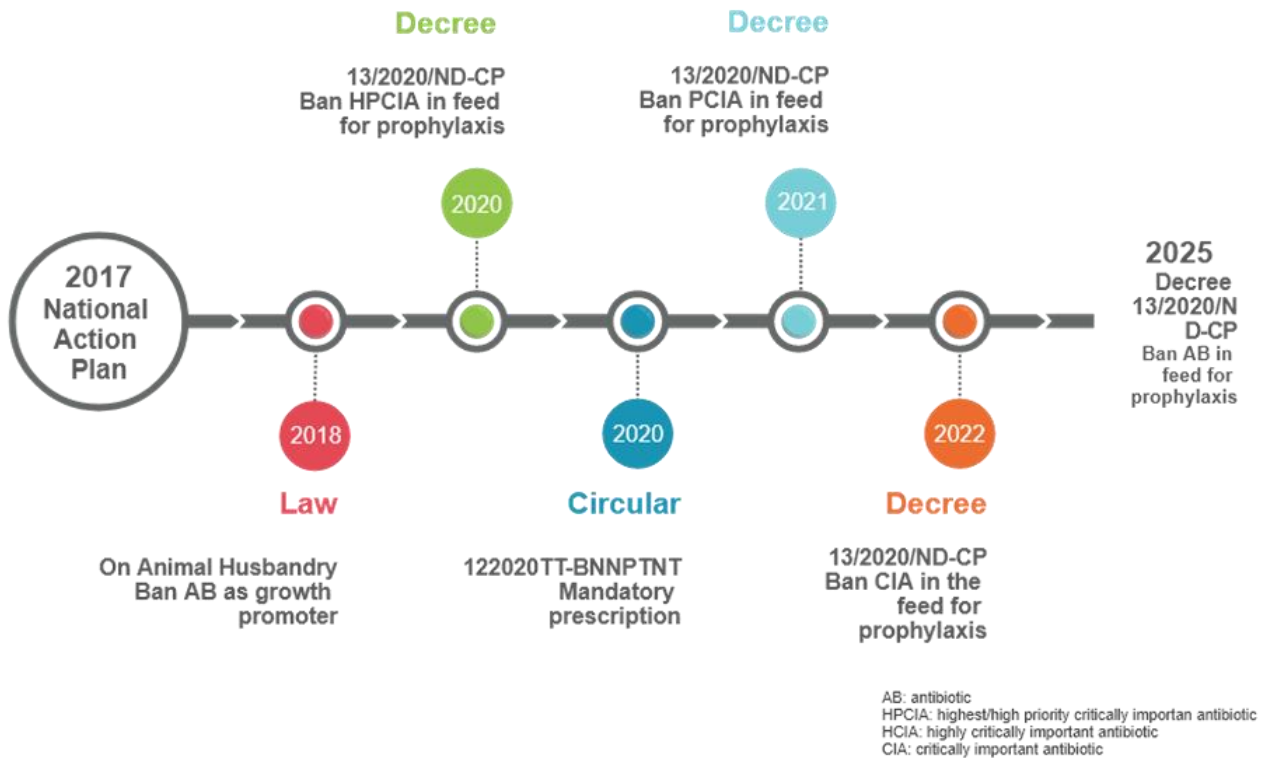 Decree
13/2020/ND-CP
Ban HPCIA in feed
for prophylaxis
2020
Decree
13/2020/ND-CP
Ban PCIA in feed
for prophylaxis
2021
2017
National
Action
Plan
2025
Decree
13/2020/N
D-CP
Ban AB in
feed for
prophylaxis
2018
Law
On Animal Husbandry
Ban AB as growth
promoter
2020
Circular
122020TT-BNNPTNT
Mandatory
prescription
2022
Decree
13/2020/ND-CP
Ban CIA in the
feed for
prophylaxis
AB: antibiotic
HPCIA: highest/high priority critically importan antibiotic
HCIA: highly critically important antibiotic
CIA: critically important antibiotic